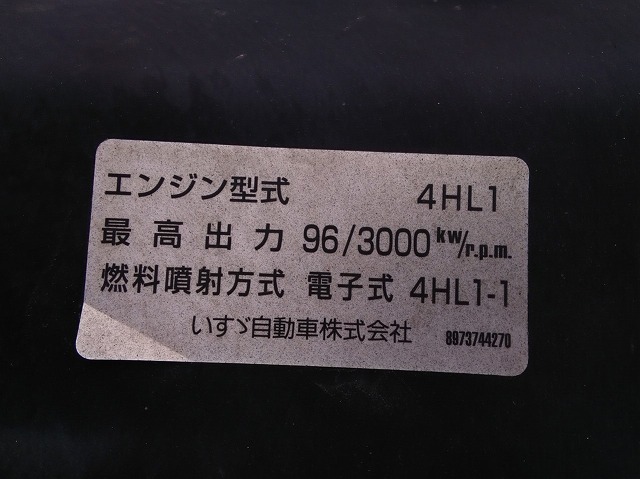 エンジン型式 4HL1
最高出力 96/3000 kw/r.p.m.
燃料噴射方式 電子式 4HL1-1
いすゞ自動車株式会社 8973744270